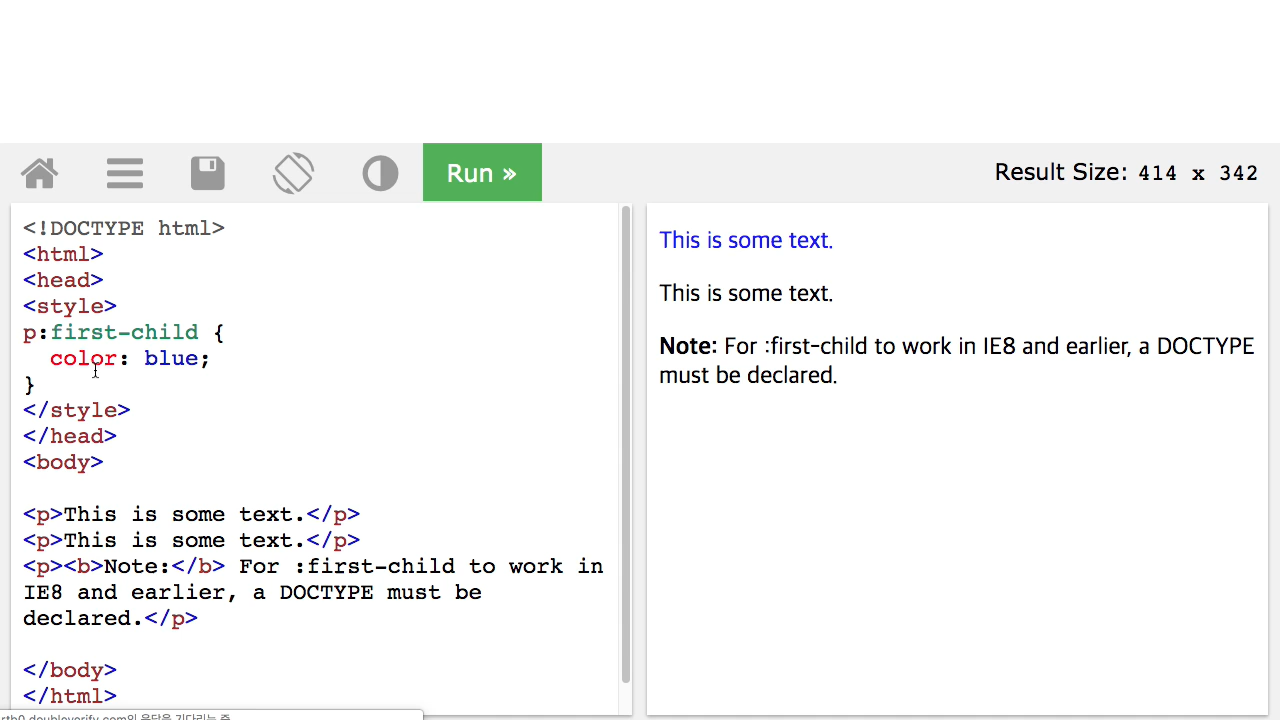 Run »
Result Size: 414 x 342
<!DOCTYPE html>
<html>
<head>
<style>
p:first-child {
color: blue;
}
</style>
</head>
<body>
<p>This is some text.</p>
<p>This is some text.</p>
<p><b>Note:</b> For :first-child to work in
IE8 and earlier, a DOCTYPE must be
declared.</p>
</body>
</html>
This is some text.
This is some text.
Note: For :first-child to work in IE8 and earlier, a DOCTYPE
must be declared.